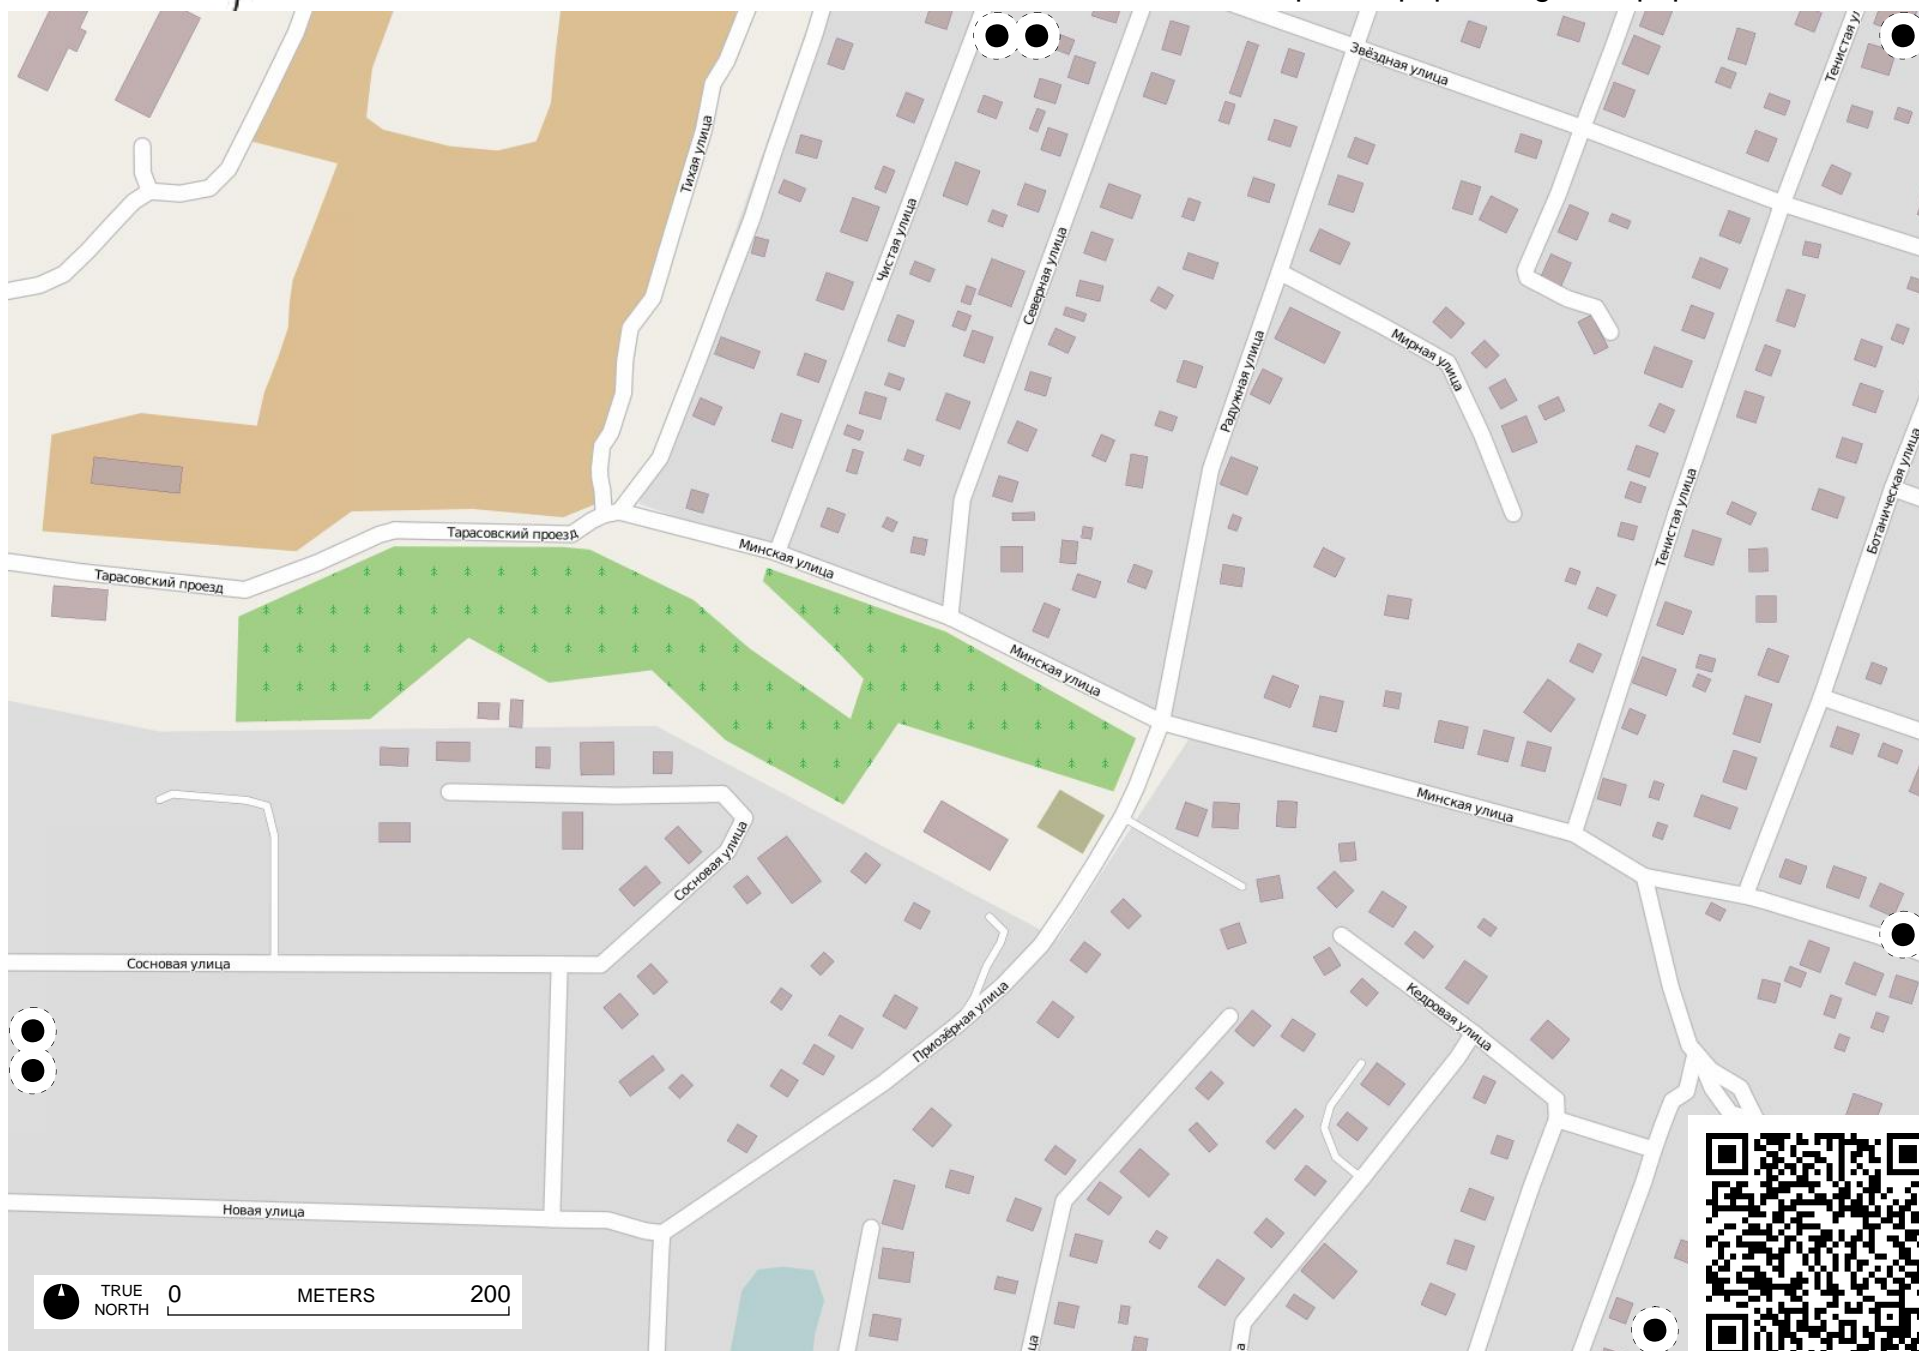 Звёздная улица
Тенистая у
Тихая улица
Чистая улица
Северная улица
Радужная улица
Мирная улица
Тенистая улица
Ботаническая улица
Тарасовский проезд
Тарасовский проезд
Минская улица
Минская улица
Минская улица
Сосновая улица
Сосновая улица
Приозёрная улица
Кедровая улица
Новая улица
TRUE NORTH
0 METERS 200